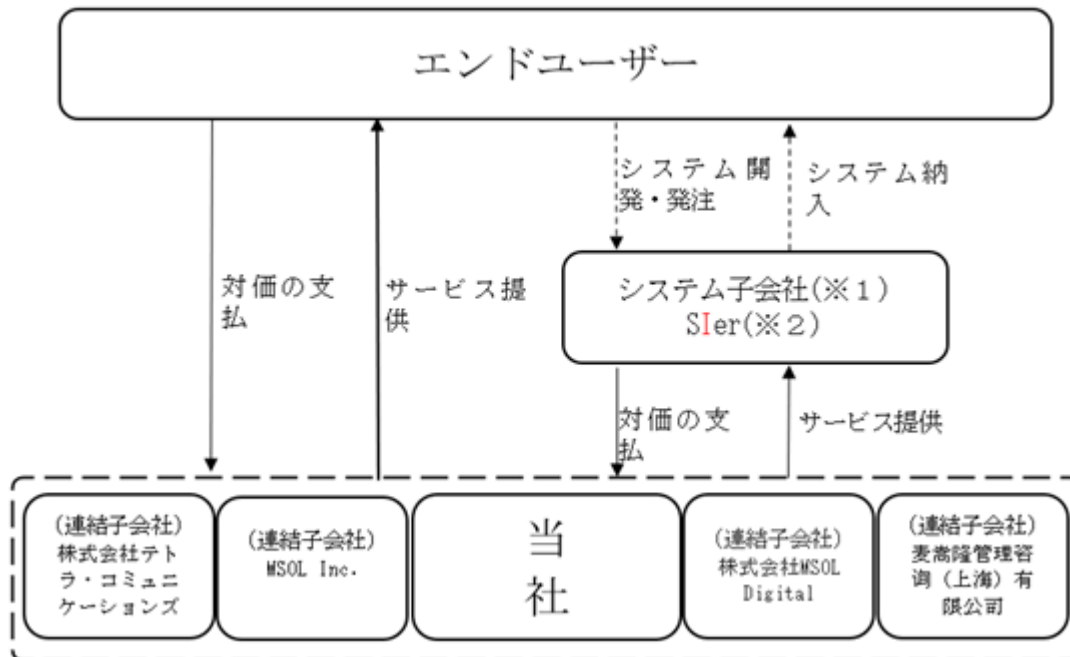 エンドユーザー
システム開
発・発注
システム納
入
対価の支
払
サービス提
供
システム子会社(※１)
SIer(※２)
対価の支
払
サービス提供
(連結子会社)
株式会社テト
ラ・コミュニ
ケーションズ
(連結子会社)
WSOL Inc.
当
社
(連結子会社)
株式会社WSOL
Digital
(連結子会社)
麦嵩隆管理咨
询（上海）有
限公司